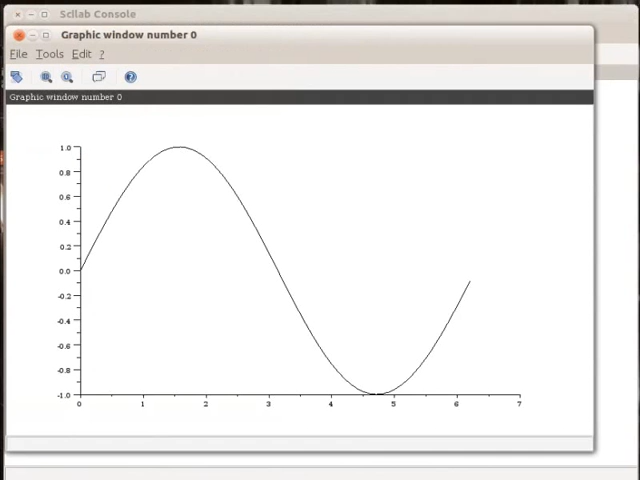 Scilab Console
Graphic window number 0
File Tools Edit ?
Graphic window number 0
1.0
0.8
0.6
0.4
0.2
0.0
-0.2
-0.4
-0.6
-0.8
-1.0
0 1 2 3 4 5 6 7